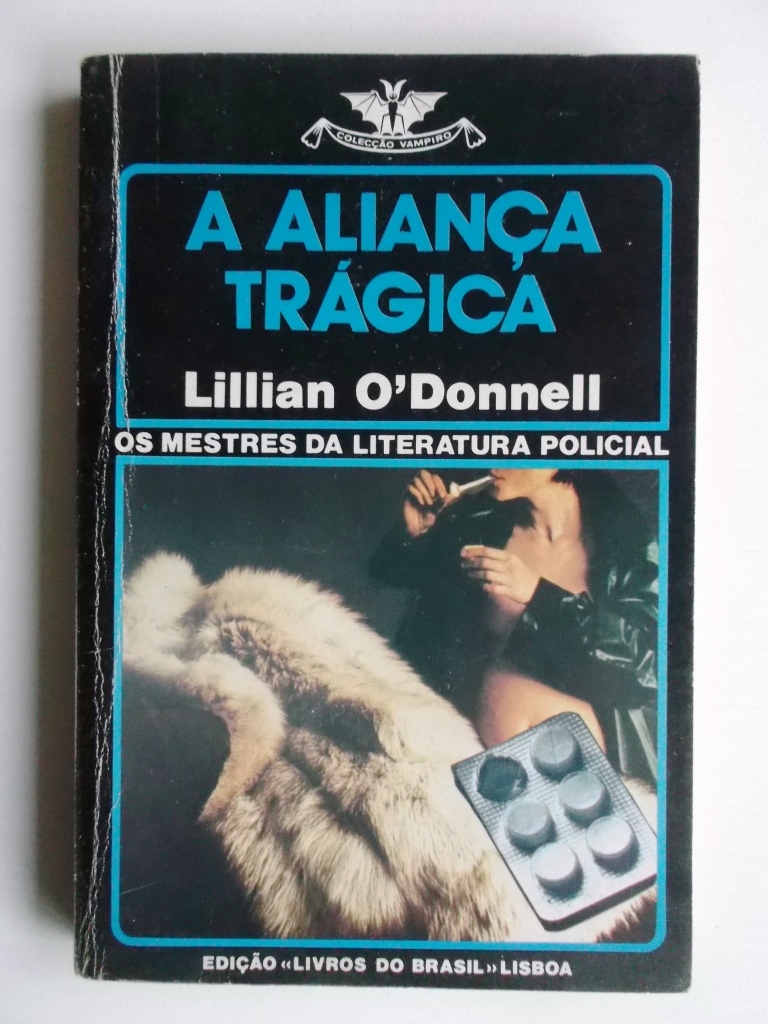 COLECÇÃO VAMPIRO
A ALIANÇA
TRÁGICA
Lillian O'Donnell
OS MESTRES DA LITERATURA POLICIAL
EDIÇÃO «LIVROS DO BRASIL» LISBOA